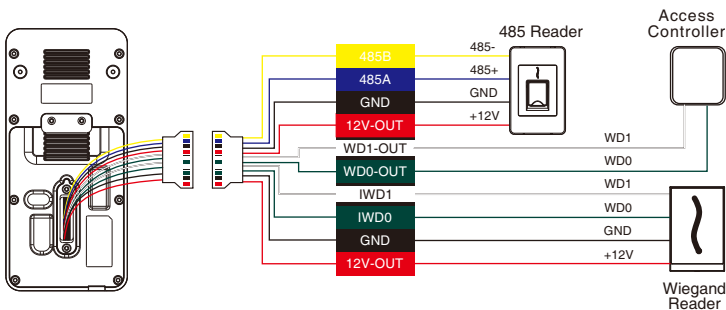 Access
Controller
485 Reader
485B
485-
485A
485+
GND
GND
12V-OUT
+12V
WD1-OUT
WD1
WD0-OUT
WD0
IWD1
WD1
IWD0
WD0
GND
GND
12V-OUT
+12V
Wiegand
Reader